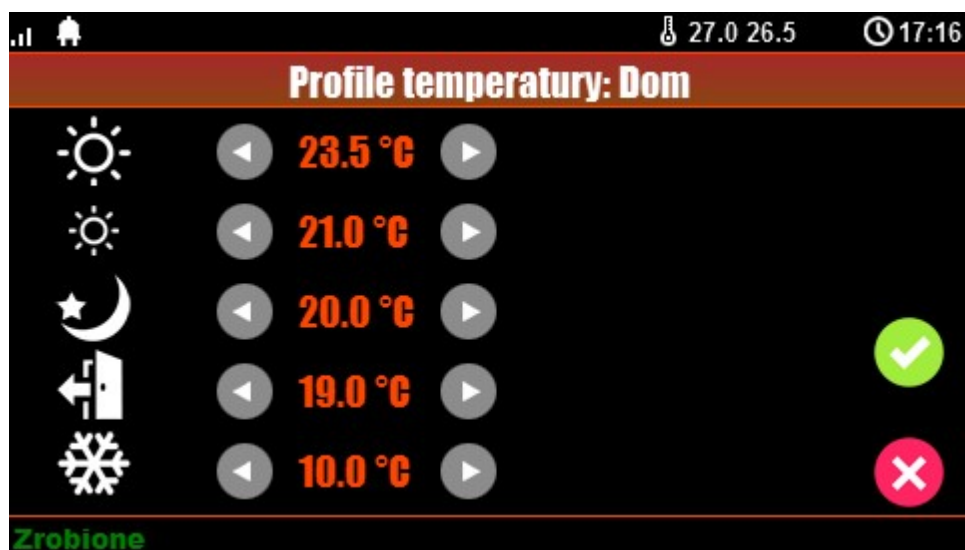 27.0 26.5 17:16
Profile temperatury: Dom
23.5 °C
21.0 °C
20.0 °C
19.0 °C
10.0 °C
Zrobione